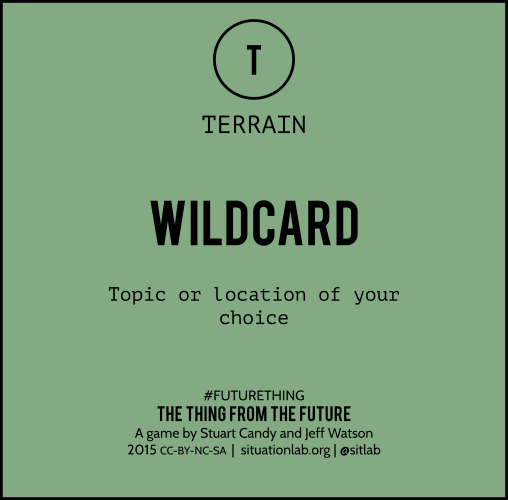 T
TERRAIN
WILDCARD
Topic or location of your
choice
#FUTURETHING
THE THING FROM THE FUTURE
A game by Stuart Candy and Jeff Watson
2015 CC-BY-NC-SA | situationlab.org | @sitlab